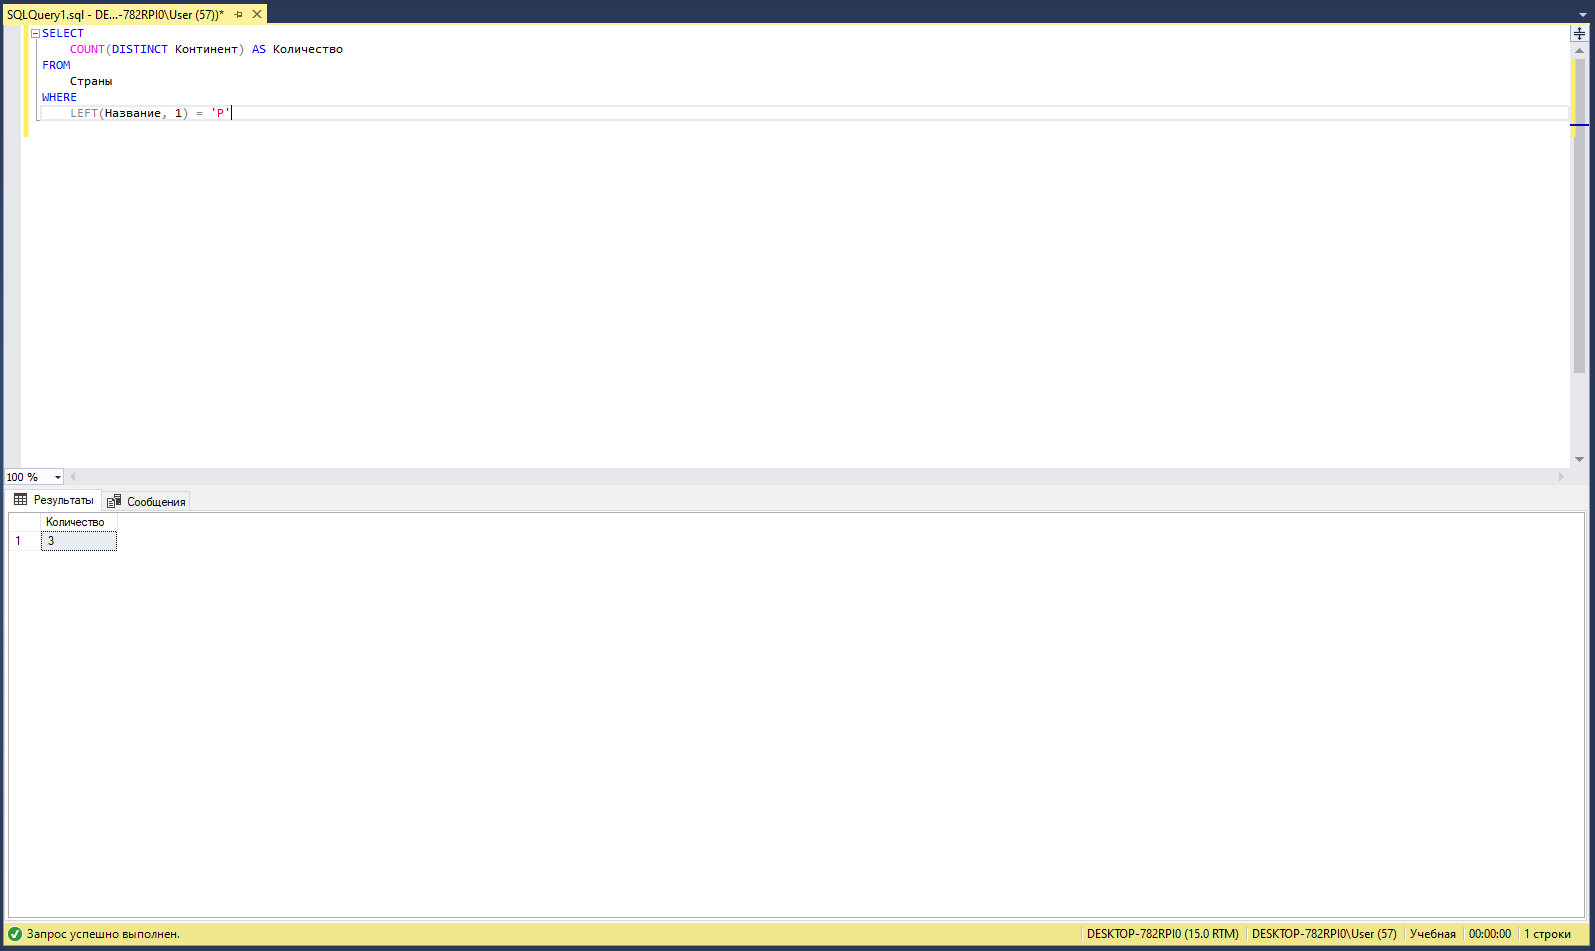 SQLQuery1.sql - DE...-782RPI0\User (57))*
SELECT
COUNT(DISTINCT Континент) AS Количество
FROM
Страны
WHERE
LEFT(Название, 1) = 'Р'
100 %
Результаты
Сообщения
Количество
1 3
Запрос успешно выполнен.
DESKTOP-782RPI0 (15.0 RTM)
DESKTOP-782RPI0\User (57)
Учебная
00:00:00
1 строки